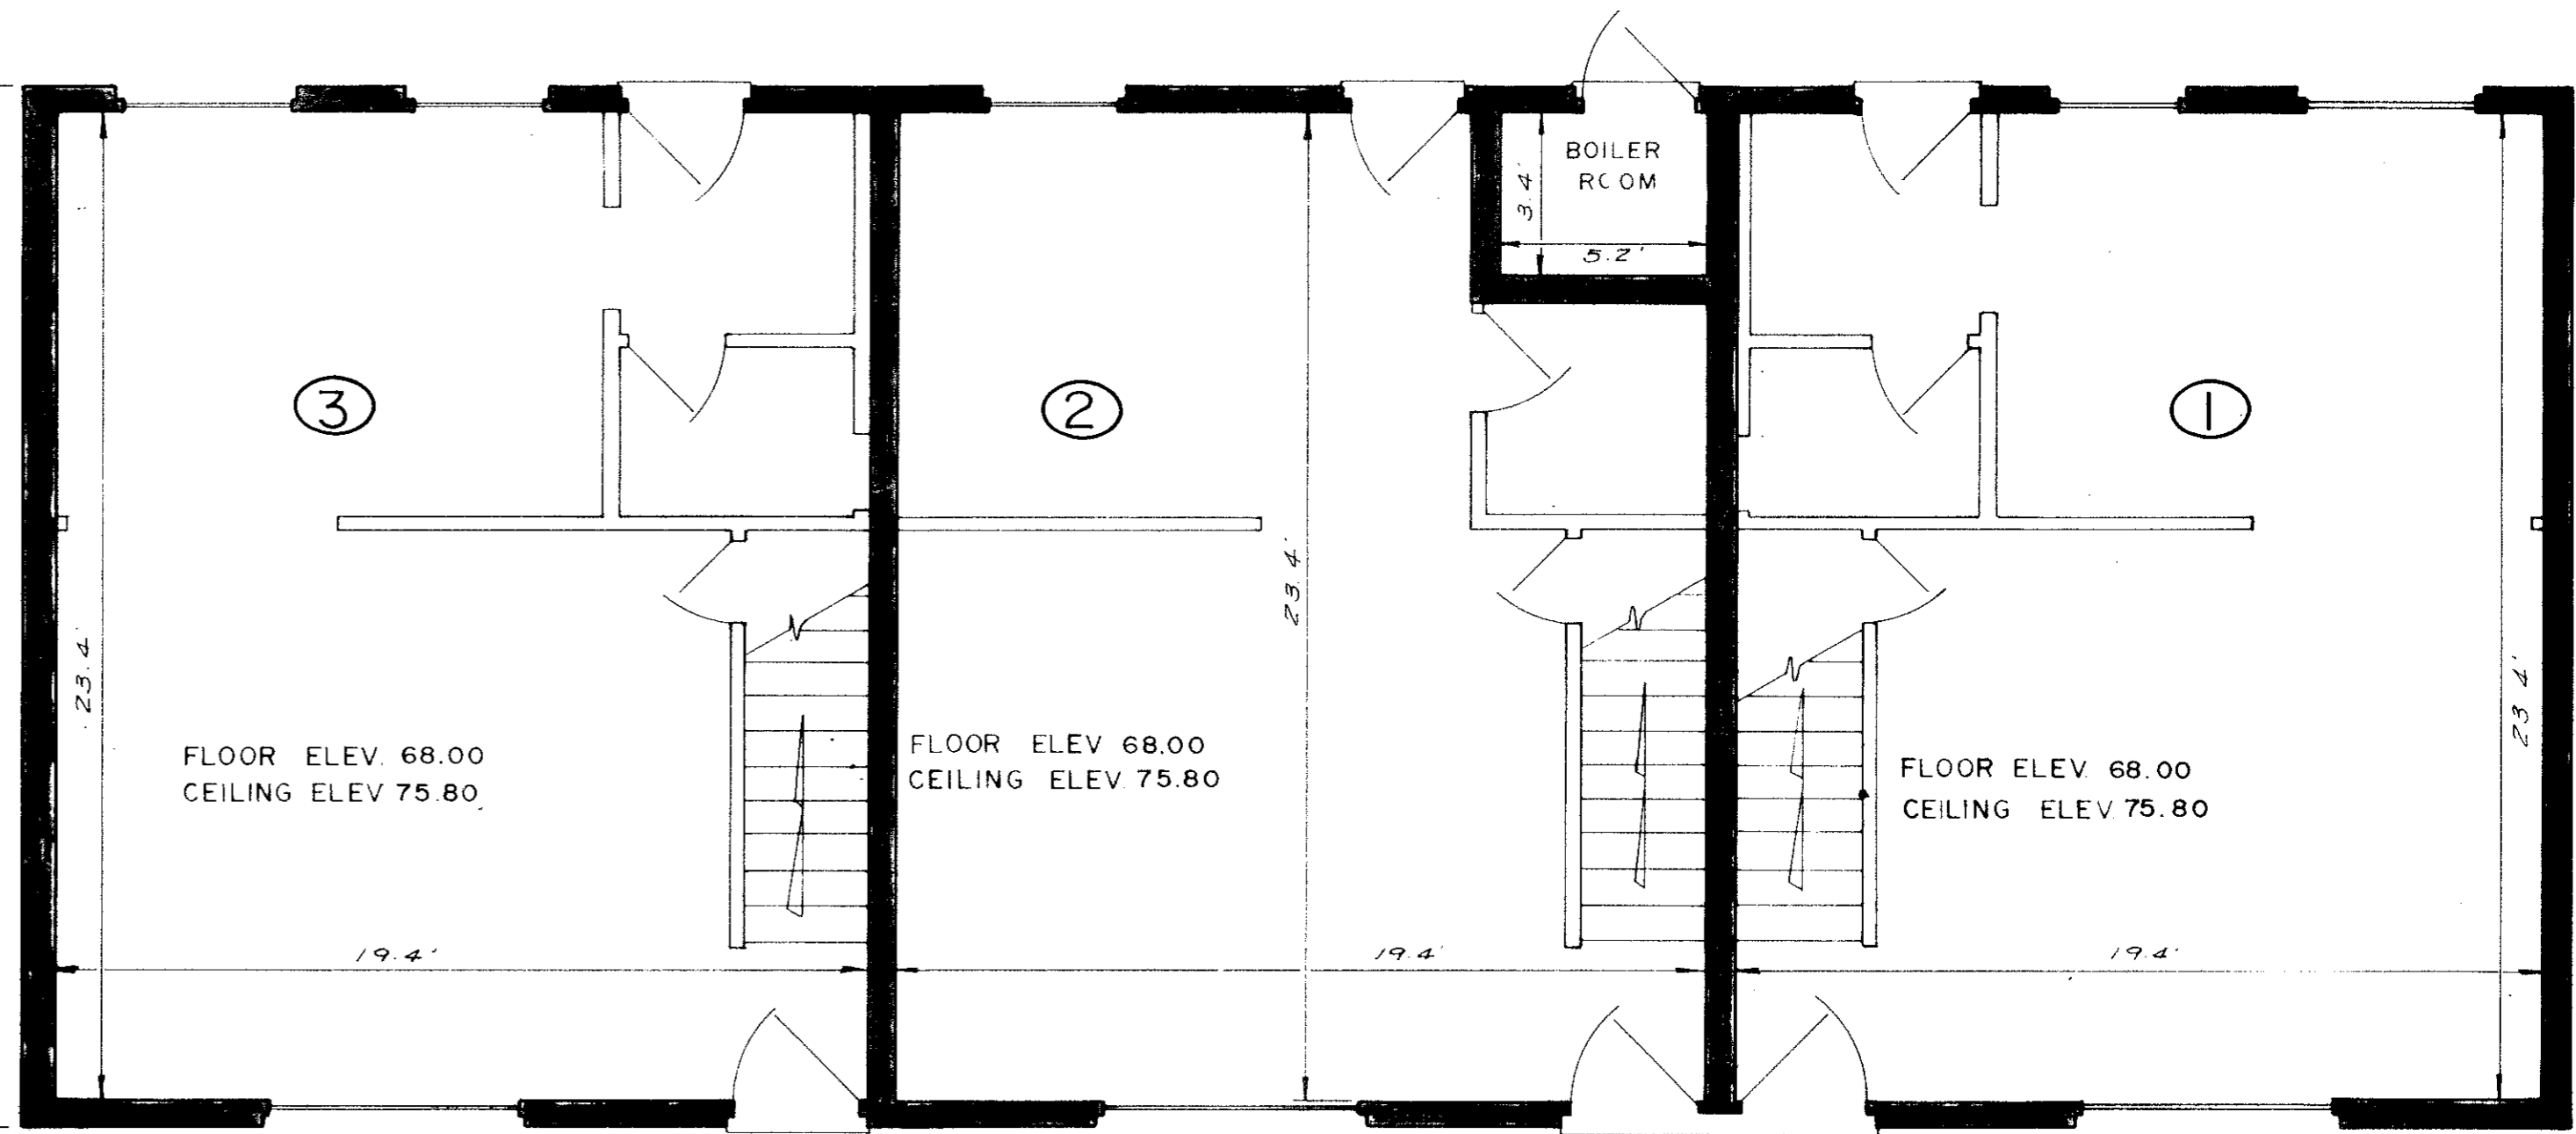 BOILER
ROOM
3.4'
5.2'
3
2
1
23.4'
23.4'
23 4'
FLOOR ELEV. 68.00
CEILING ELEV 75.80
FLOOR ELEV 68.00
CEILING ELEV. 75.80
FLOOR ELEV. 68.00
CEILING ELEV. 75.80
19.4'
19.4'
19.4'